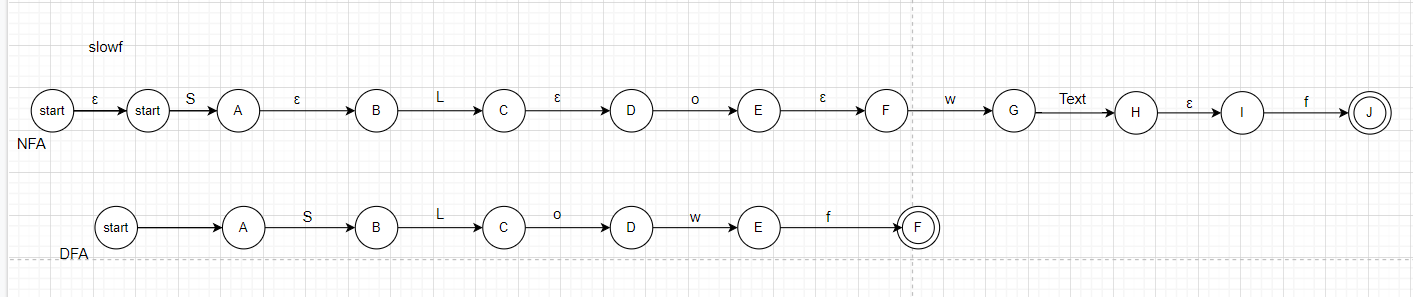 slowf
start ε start S A ε B L C ε D o E ε F w G Text H ε I f J
NFA
start A S B L C o D w E f F
DFA